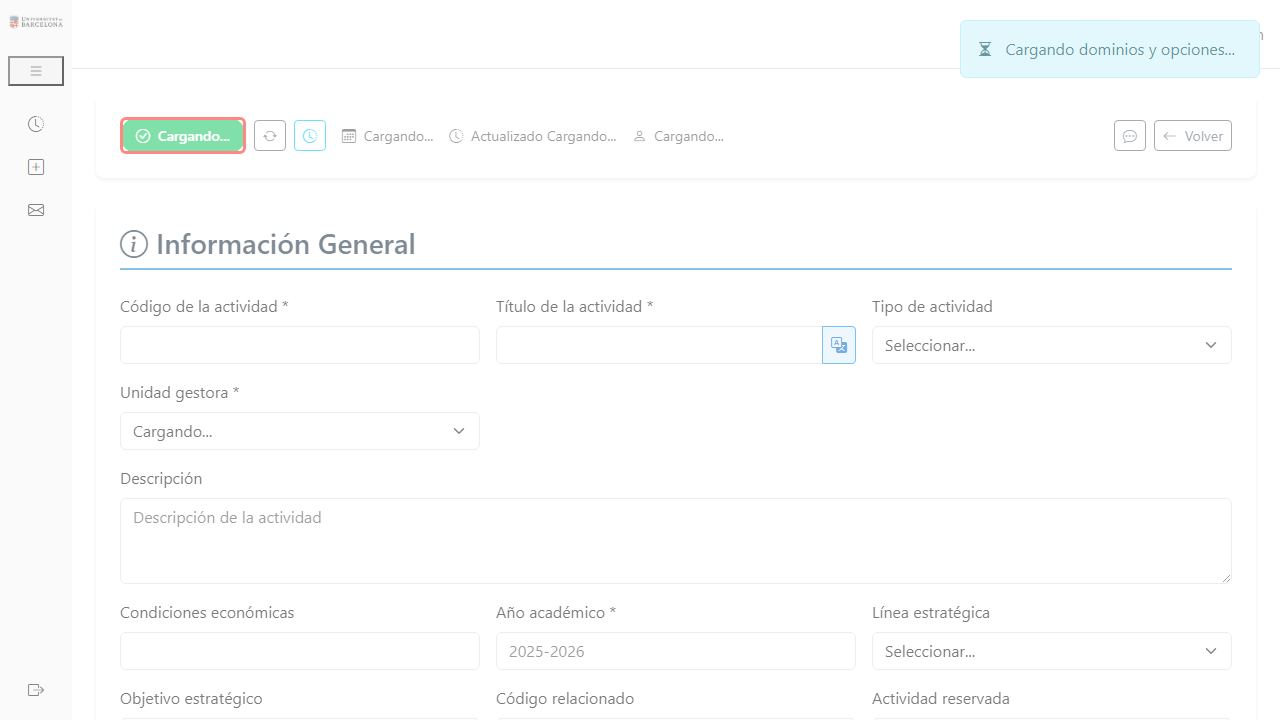 UNIVERSITAT DE
BARCELONA
Cargando dominios y opciones...
Cargando...
Cargando...
Actualizado Cargando...
Cargando...
Volver
Información General
Código de la actividad *
Título de la actividad *
Tipo de actividad
Seleccionar...
Unidad gestora *
Cargando...
Descripción
Descripción de la actividad
Condiciones económicas
Año académico *
Línea estratégica
2025-2026
Seleccionar...
Objetivo estratégico
Código relacionado
Actividad reservada